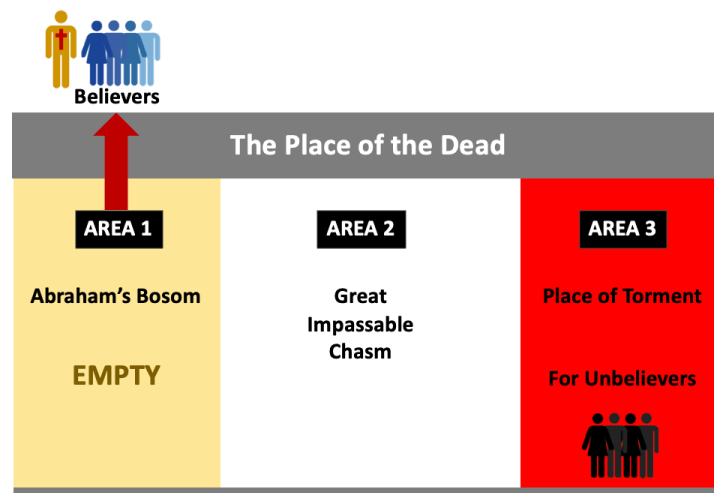 Believers
The Place of the Dead
AREA 1
Abraham’s Bosom
EMPTY
AREA 2
Great
Impassable
Chasm
AREA 3
Place of Torment
For Unbelievers